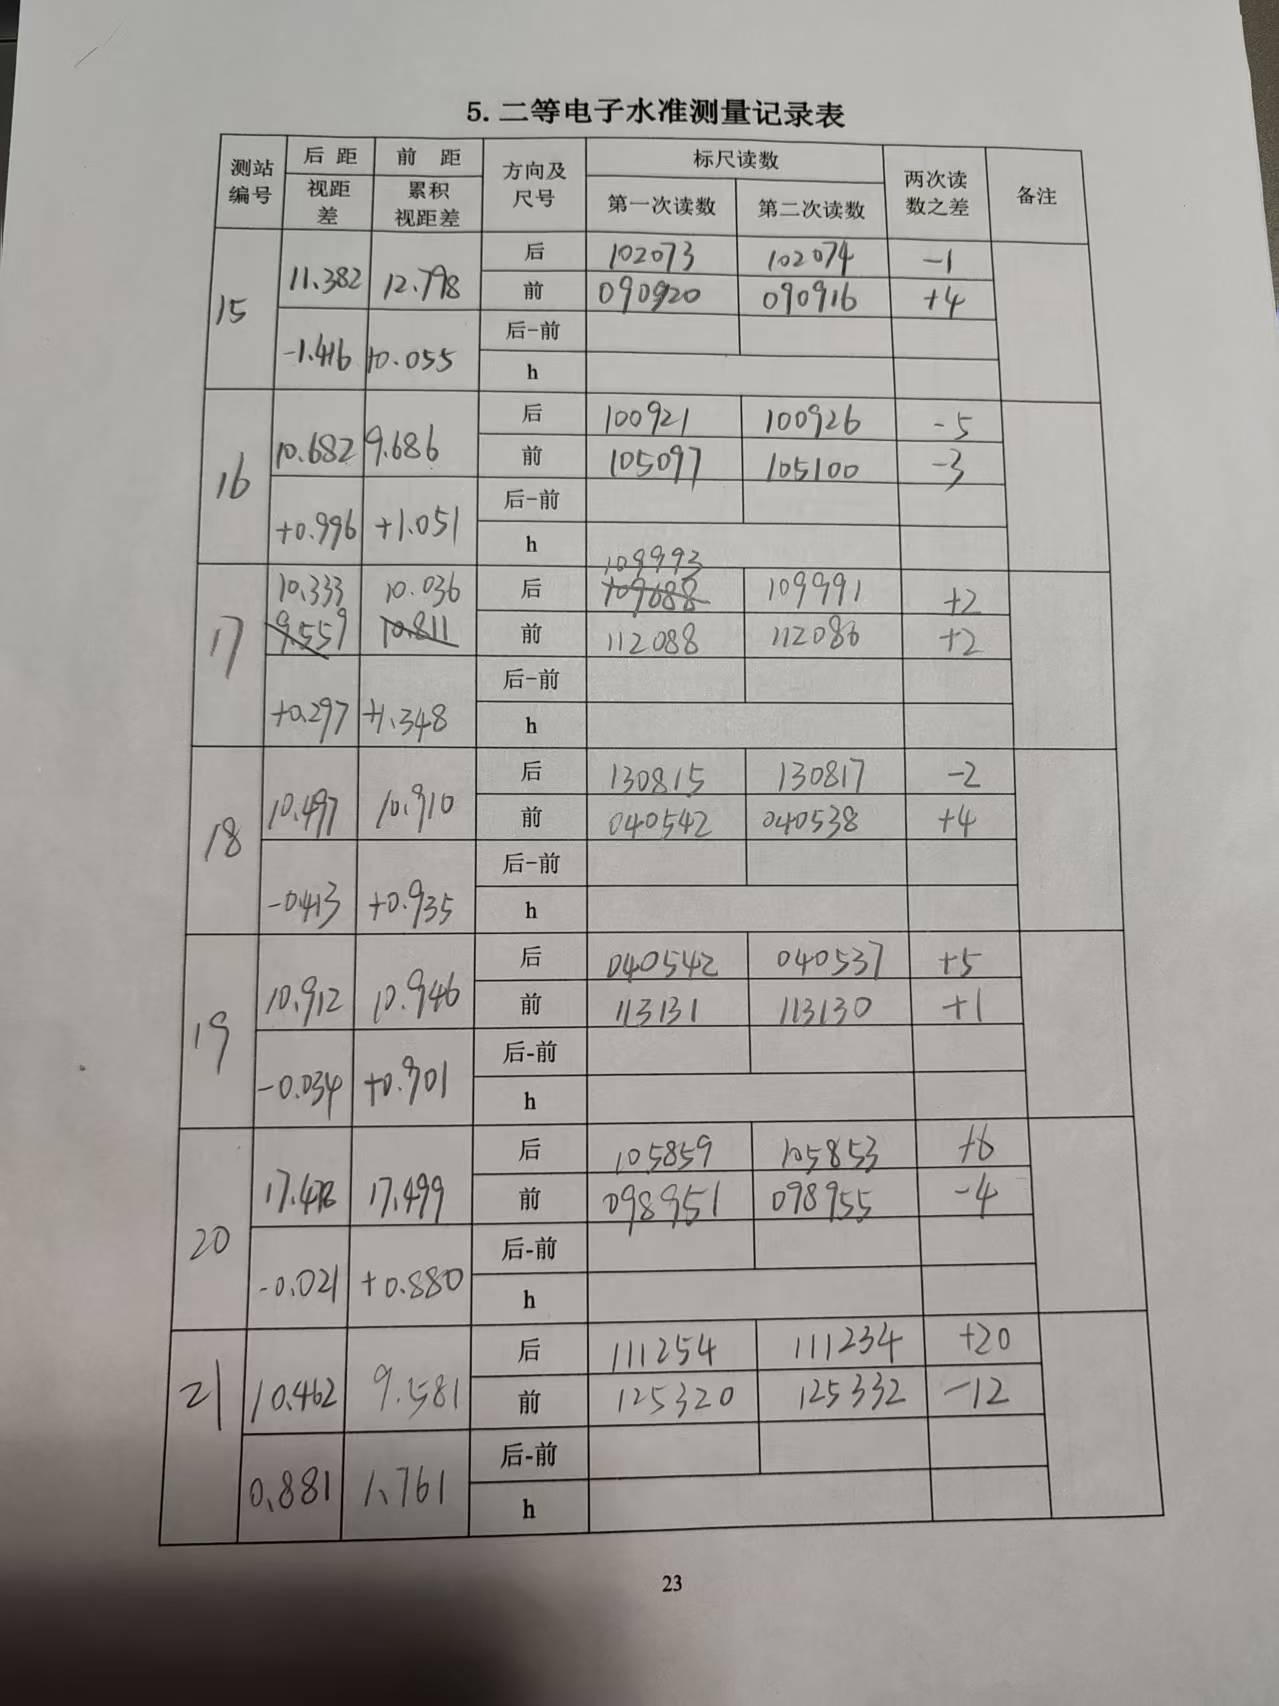 5. 二等电子水准测量记录表
测站编号 后距 前距 方向及尺号 标尺读数 两次读数之差 备注
视距差 累积视距差 第一次读数 第二次读数
15 11.382 12.798 后 102073 102074 -1
前 090920 090916 +4
-1.416 +0.055 后-前
h
16 10.682 9.686 后 100921 100926 -5
前 105097 105100 -3
+0.996 +1.051 后-前
h
109993
17 10.333 10.036 后 109688 109991 +2
9.559 10.811 前 112088 112086 +2
+0.297 +1.348 后-前
h
18 10.497 10.910 后 130815 130817 -2
前 040542 040538 +4
-0.413 +0.935 后-前
h
19 10.912 10.946 后 040542 040537 +5
前 113131 113130 +1
-0.034 +0.901 后-前
h
20 17.478 17.499 后 105859 105853 +6
前 098951 098955 -4
-0.021 +0.880 后-前
h
21 10.462 9.581 后 111254 111234 +20
前 125320 125332 -12
0.881 1.761 后-前
h
23